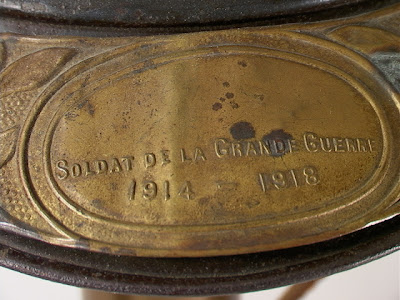 SOLDAT DE LA GRANDE GUERRE
1914 - 1918